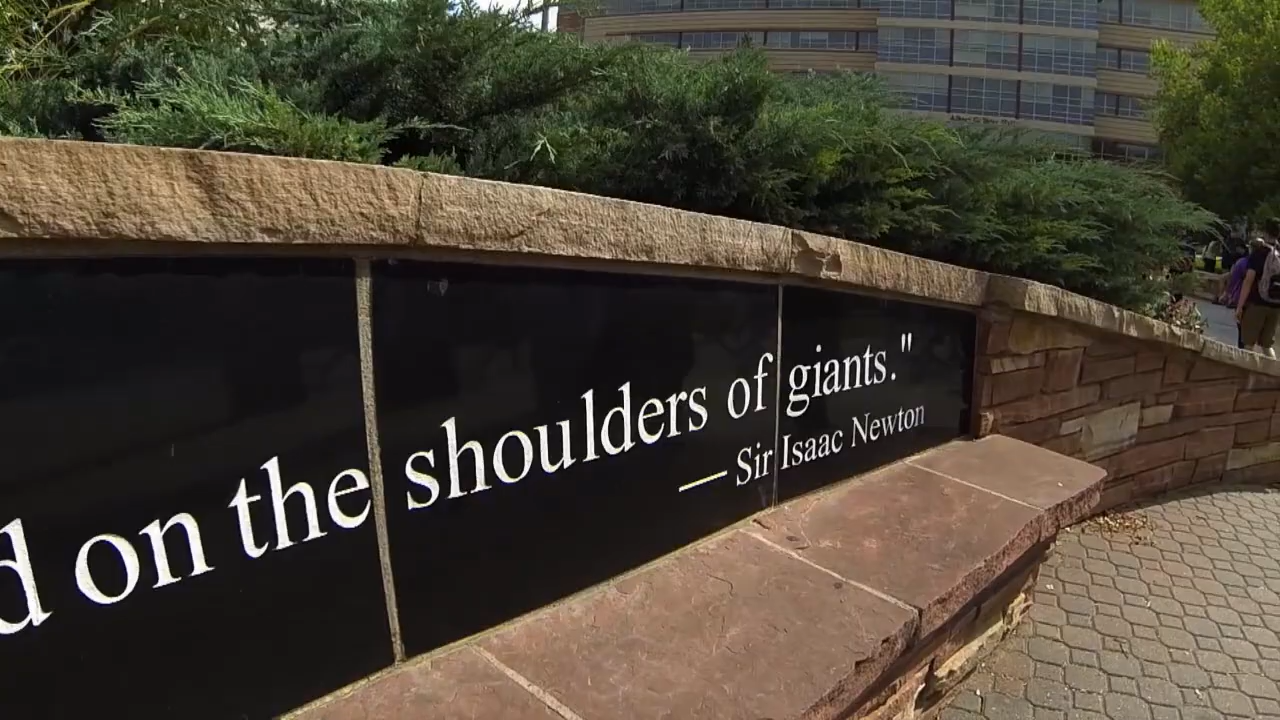 d on the shoulders of giants."
— Sir Isaac Newton